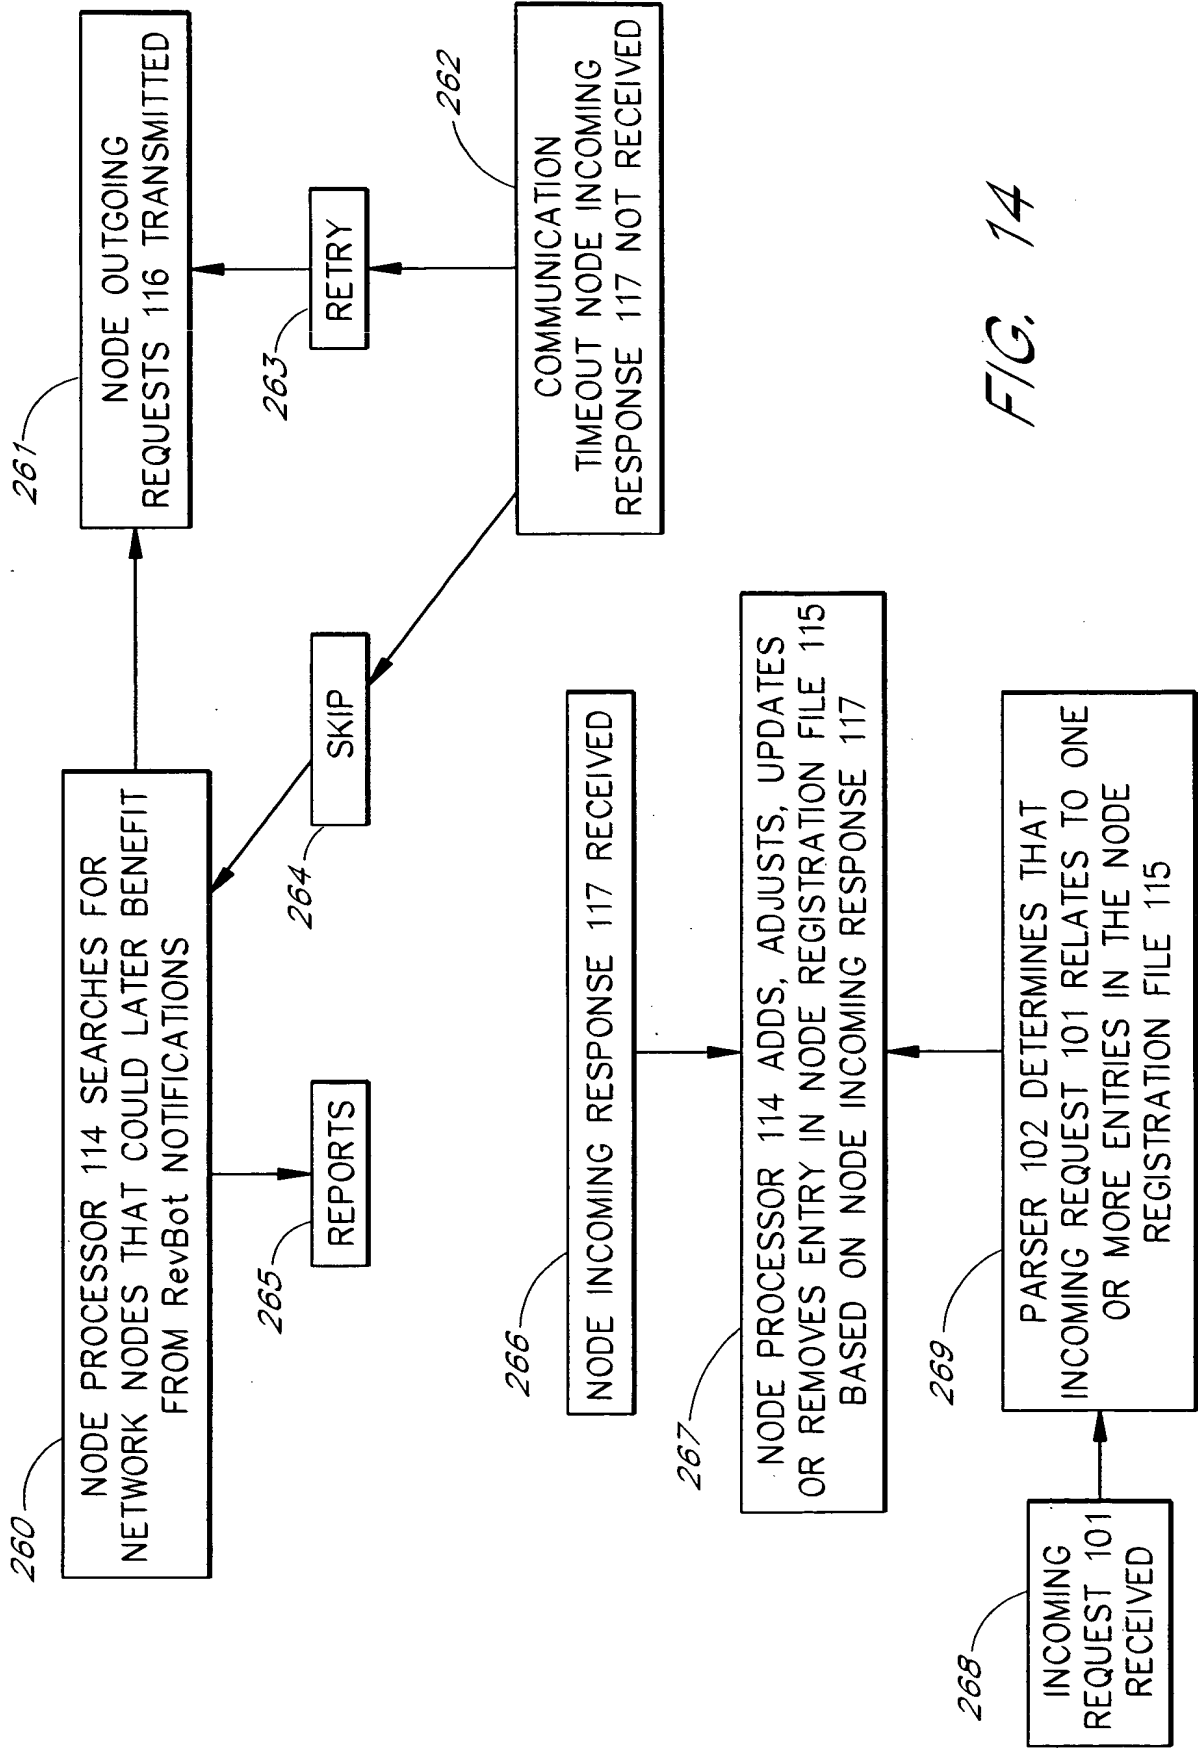 260
NODE PROCESSOR 114 SEARCHES FOR
NETWORK NODES THAT COULD LATER BENEFIT
FROM RevBot NOTIFICATIONS
261
NODE OUTGOING
REQUESTS 116 TRANSMITTED
265
REPORTS
264
SKIP
263
RETRY
262
COMMUNICATION
TIMEOUT NODE INCOMING
RESPONSE 117 NOT RECEIVED
266
NODE INCOMING RESPONSE 117 RECEIVED
267
NODE PROCESSOR 114 ADDS, ADJUSTS, UPDATES
OR REMOVES ENTRY IN NODE REGISTRATION FILE 115
BASED ON NODE INCOMING RESPONSE 117
268
INCOMING
REQUEST 101
RECEIVED
269
PARSER 102 DETERMINES THAT
INCOMING REQUEST 101 RELATES TO ONE
OR MORE ENTRIES IN THE NODE
REGISTRATION FILE 115
FIG. 14